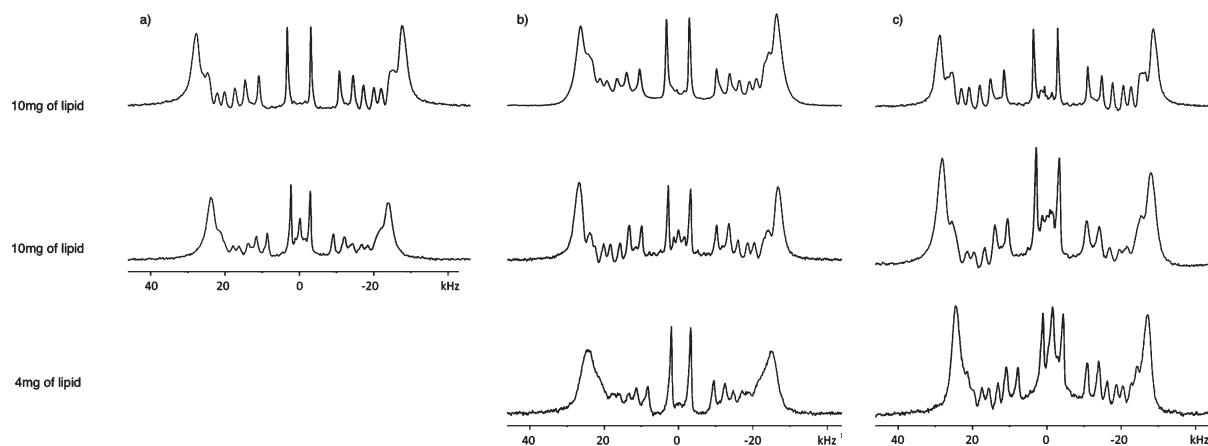 a) b) c)
10mg of lipid
10mg of lipid
40 20 0 -20 kHz
4mg of lipid
40 20 0 -20 kHz 40 20 0 -20 kHz